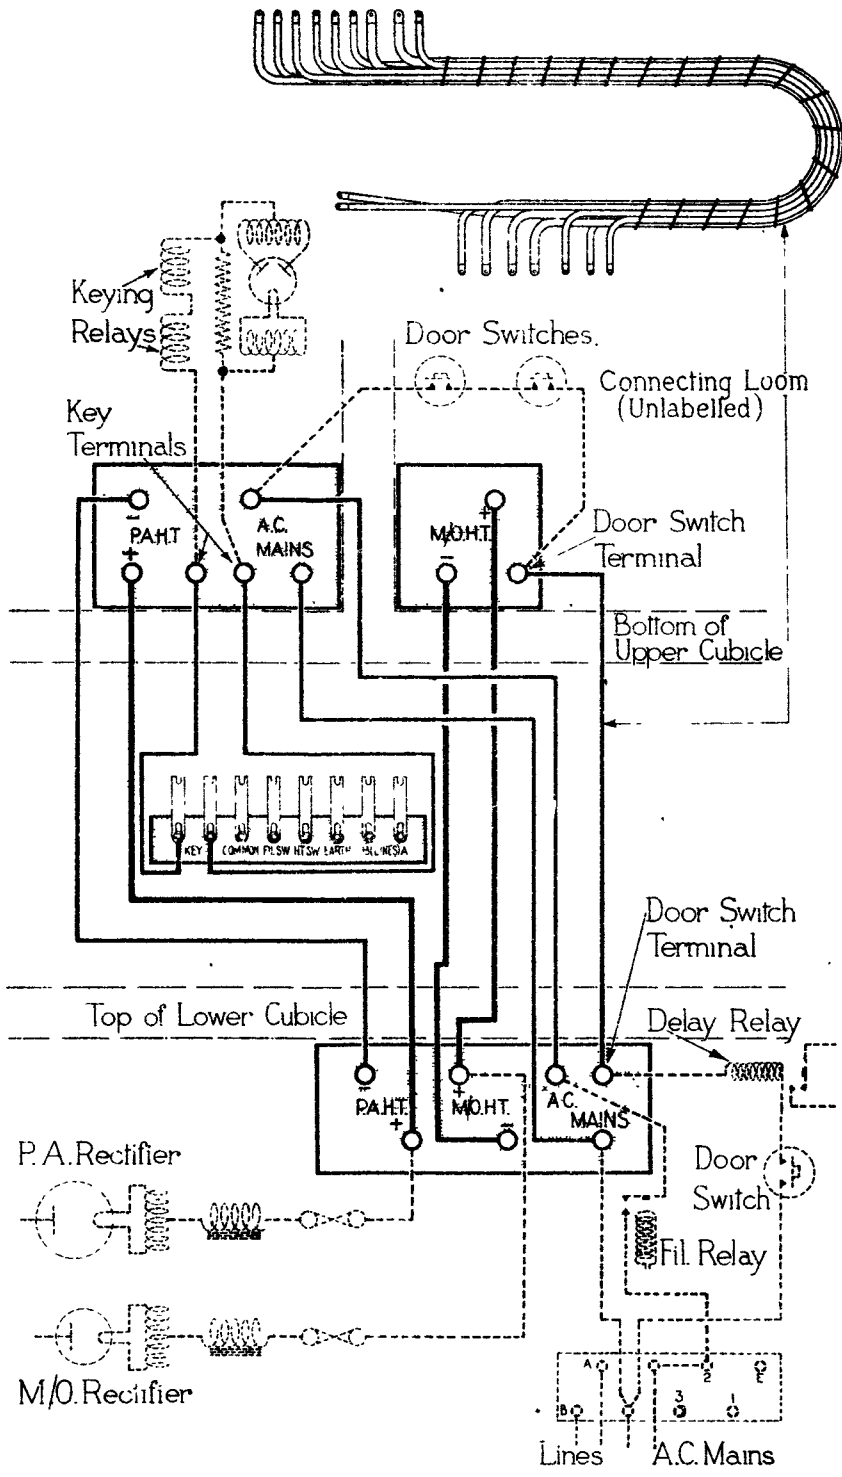 Keying
Relays
Door Switches.
Connecting Loom
(Unlabelled)
Key
Terminals
-
P.A.H.T
+
A.C.
MAINS
+
M/O.H.T.
-
Door Switch
Terminal
Bottom of
Upper Cubicle
KEY COMMON FIL SW HT SW EARTH
Door Switch
Terminal
Top of Lower Cubicle
Delay Relay
-
P.A.H.T.
+
+
M/O.H.T.
-
A.C.
MAINS
P.A. Rectifier
Door
Switch
Fil. Relay
M/O. Rectifier
A
2
E
B
3
1
Lines
A.C. Mains